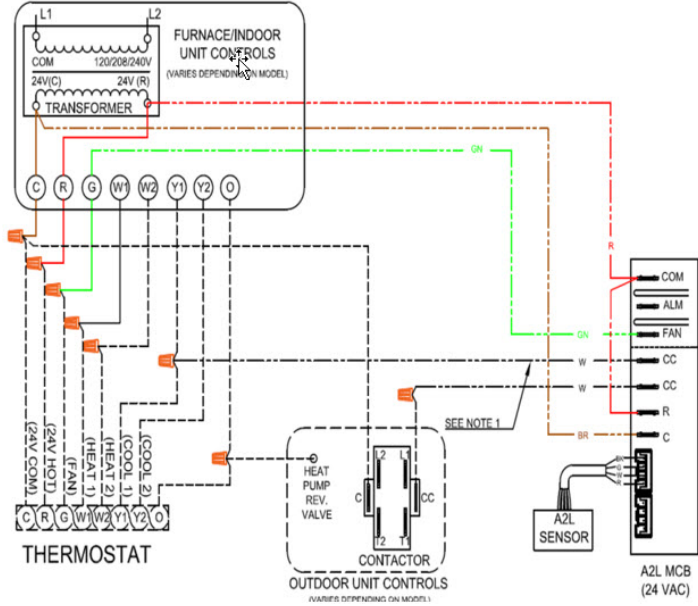 L1 L2
FURNACE/INDOOR
UNIT CONTROLS
(VARIES DEPENDING ON MODEL)
COM 120/208/240V
24V(C) 24V (R)
TRANSFORMER
GN
C R G W1 W2 Y1 Y2 O
R
COM
ALM
GN FAN
W CC
W CC
R
SEE NOTE 1
BR C
(24V COM)
(24V HOT)
(FAN)
(HEAT 1)
(HEAT 2)
(COOL 1)
(COOL 2)
HEAT
PUMP
REV.
VALVE
L2 L1
C CC
T2 T1
CONTACTOR
G
W
R
A2L
SENSOR
C R G W1 W2 Y1 Y2 O
THERMOSTAT
OUTDOOR UNIT CONTROLS
(VARIES DEPENDING ON MODEL)
A2L MCB
(24 VAC)